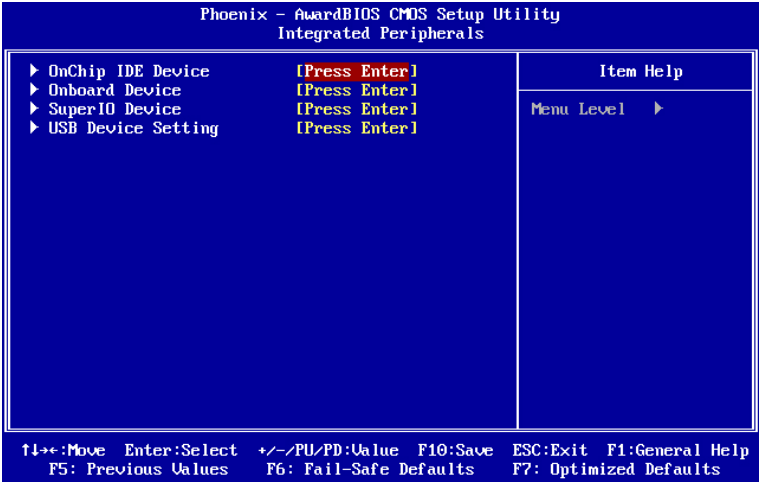 Phoenix - AwardBIOS CMOS Setup Utility
Integrated Peripherals
OnChip IDE Device [Press Enter]
Onboard Device [Press Enter]
SuperIO Device [Press Enter]
USB Device Setting [Press Enter]
Item Help
Menu Level
↑↓→←:Move Enter:Select +/-/PU/PD:Value F10:Save ESC:Exit F1:General Help
F5: Previous Values F6: Fail-Safe Defaults F7: Optimized Defaults